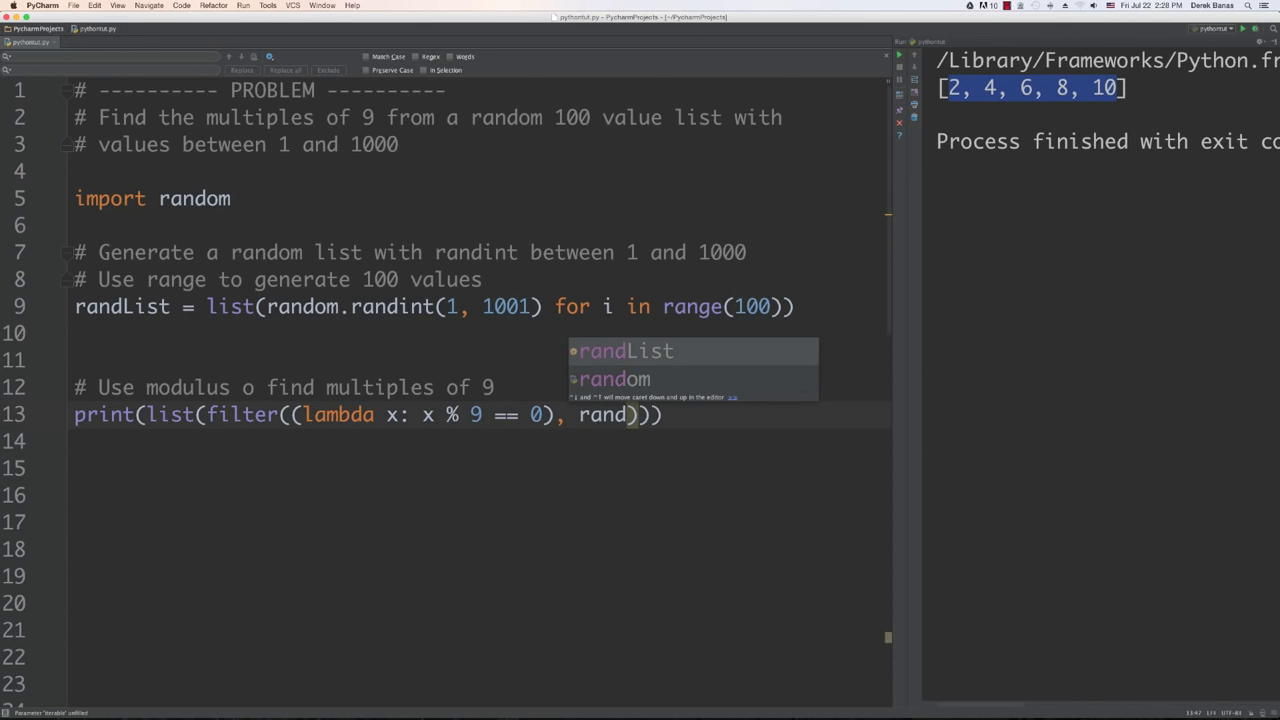 PyCharm File Edit View Navigate Code Refactor Run Tools VCS Window Help
10 Fri Jul 22 2:28 PM Derek Banas
pythontut.py - PycharmProjects - [~/PycharmProjects]
PycharmProjects pythontut.py
pythontut
pythontut.py
Run: pythontut
Match Case Regex Words
Replace Replace all Exclude Preserve Case In Selection
1 # ---------- PROBLEM ----------
2 # Find the multiples of 9 from a random 100 value list with
3 # values between 1 and 1000
4
5 import random
6
7 # Generate a random list with randint between 1 and 1000
8 # Use range to generate 100 values
9 randList = list(random.randint(1, 1001) for i in range(100))
10
11
randList
random
^↓ and ^↑ will move caret down and up in the editor >>
12 # Use modulus o find multiples of 9
13 print(list(filter((lambda x: x % 9 == 0), rand)))
14
15
16
17
18
19
20
21
22
23
24
/Library/Frameworks/Python.fr
[2, 4, 6, 8, 10]
Process finished with exit co
Parameter 'iterable' unfilled
13:47 LF≑ UTF-8≑